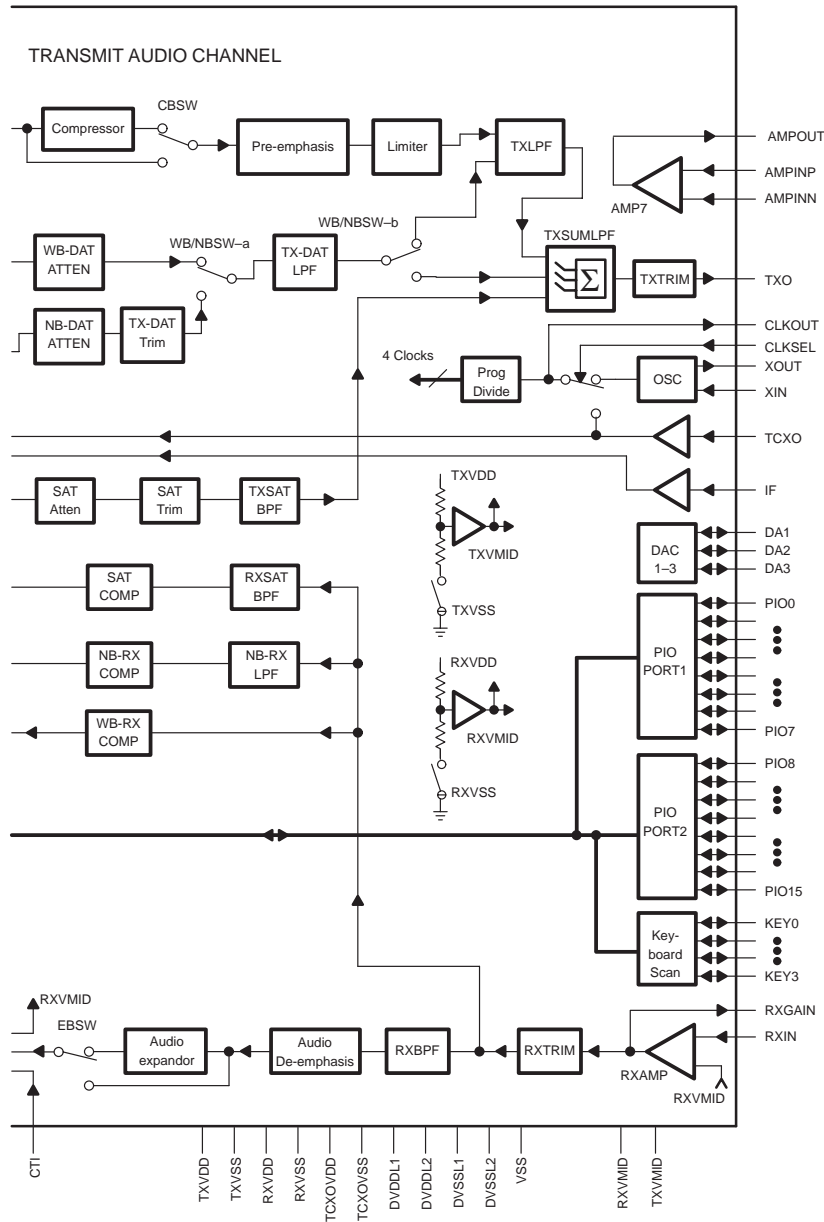 TRANSMIT AUDIO CHANNEL
CBSW
Compressor
Pre-emphasis
Limiter
TXLPF
AMPOUT
AMPINP
AMPINN
AMP7
WB/NBSW–b
WB/NBSW–a
TXSUMLPF
WB-DAT
ATTEN
TX-DAT
LPF
Σ
TXTRIM
TXO
NB-DAT
ATTEN
TX-DAT
Trim
CLKOUT
CLKSEL
XOUT
XIN
4 Clocks
Prog
Divide
OSC
TCXO
IF
SAT
Atten
SAT
Trim
TXSAT
BPF
TXVDD
TXVMID
TXVSS
DAC
1–3
DA1
DA2
DA3
SAT
COMP
RXSAT
BPF
PIO
PORT1
PIO0
PIO7
NB-RX
COMP
NB-RX
LPF
RXVDD
RXVMID
RXVSS
WB-RX
COMP
PIO
PORT2
PIO8
PIO15
Key-
board
Scan
KEY0
KEY3
RXVMID
EBSW
Audio
expandor
Audio
De-emphasis
RXBPF
RXTRIM
RXAMP
RXGAIN
RXIN
RXVMID
CTI
TXVDD
TXVSS
RXVDD
RXVSS
TCXOVDD
TCXOVSS
DVDDL1
DVDDL2
DVSSL1
DVSSL2
VSS
RXVMID
TXVMID